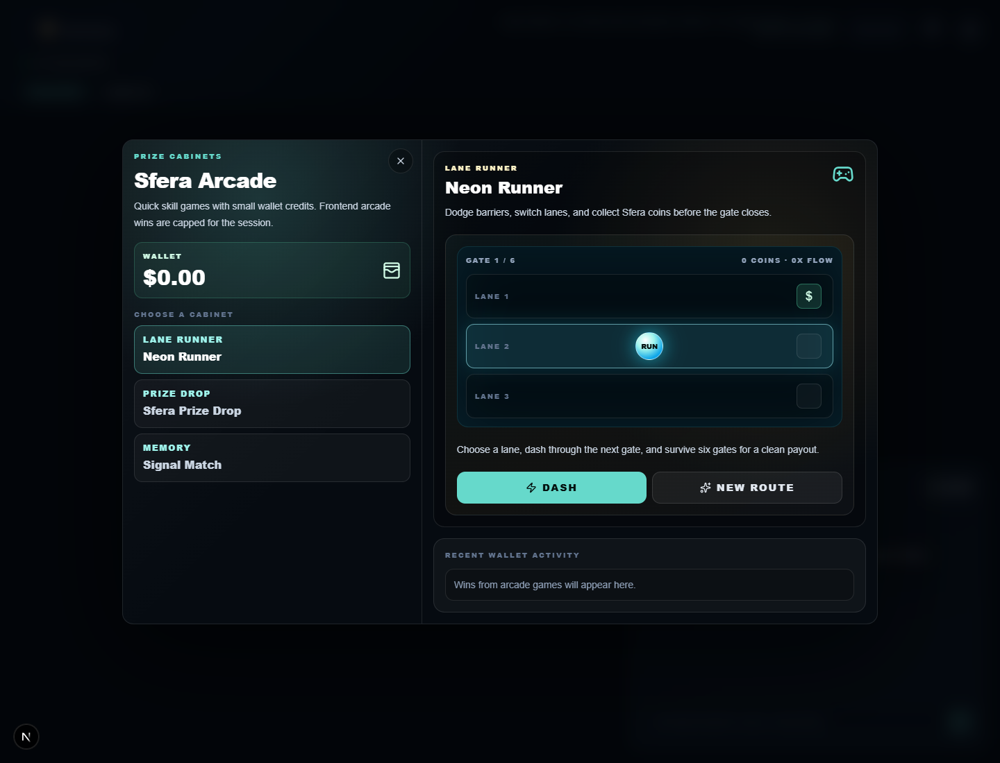 PRIZE CABINETS
Sfera Arcade
Quick skill games with small wallet credits. Frontend arcade
wins are capped for the session.
WALLET
$0.00
CHOOSE A CABINET
LANE RUNNER
Neon Runner
PRIZE DROP
Sfera Prize Drop
MEMORY
Signal Match
LANE RUNNER
Neon Runner
Dodge barriers, switch lanes, and collect Sfera coins before the gate closes.
GATE 1 / 6
0 COINS · 0X FLOW
LANE 1
$
LANE 2
RUN
LANE 3
Choose a lane, dash through the next gate, and survive six gates for a clean payout.
DASH
NEW ROUTE
RECENT WALLET ACTIVITY
Wins from arcade games will appear here.
N